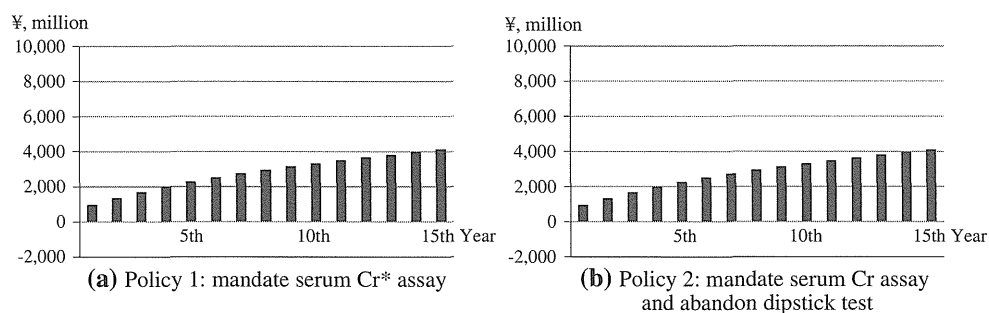 ¥, million
10,000
8,000
6,000
4,000
2,000
0
-2,000
5th 10th 15th Year
(a) Policy 1: mandate serum Cr* assay
¥, million
10,000
8,000
6,000
4,000
2,000
0
-2,000
5th 10th 15th Year
(b) Policy 2: mandate serum Cr assay
and abandon dipstick test